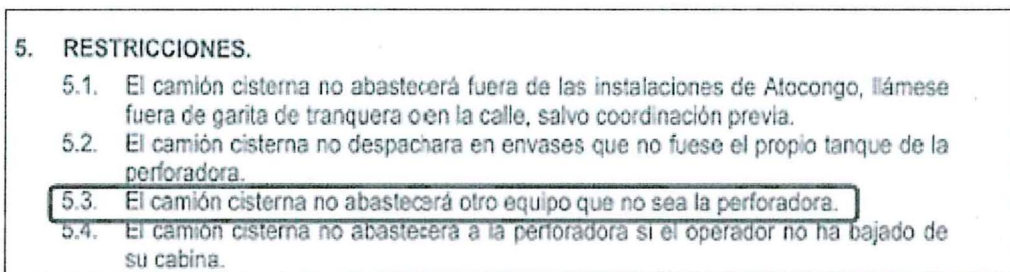 5. RESTRICCIONES.
5.1. El camión cisterna no abastecerá fuera de las instalaciones de Atocongo, llámese
fuera de garita de tranquera oen la calle, salvo coordinación previa.
5.2. El camión cisterna no despachara en envases que no fuese el propio tanque de la
perforadora.
5.3. El camión cisterna no abastecerá otro equipo que no sea la perforadora.
5.4. El camión cisterna no abastecerá a la perforadora si el operador no ha bajado de
su cabina.